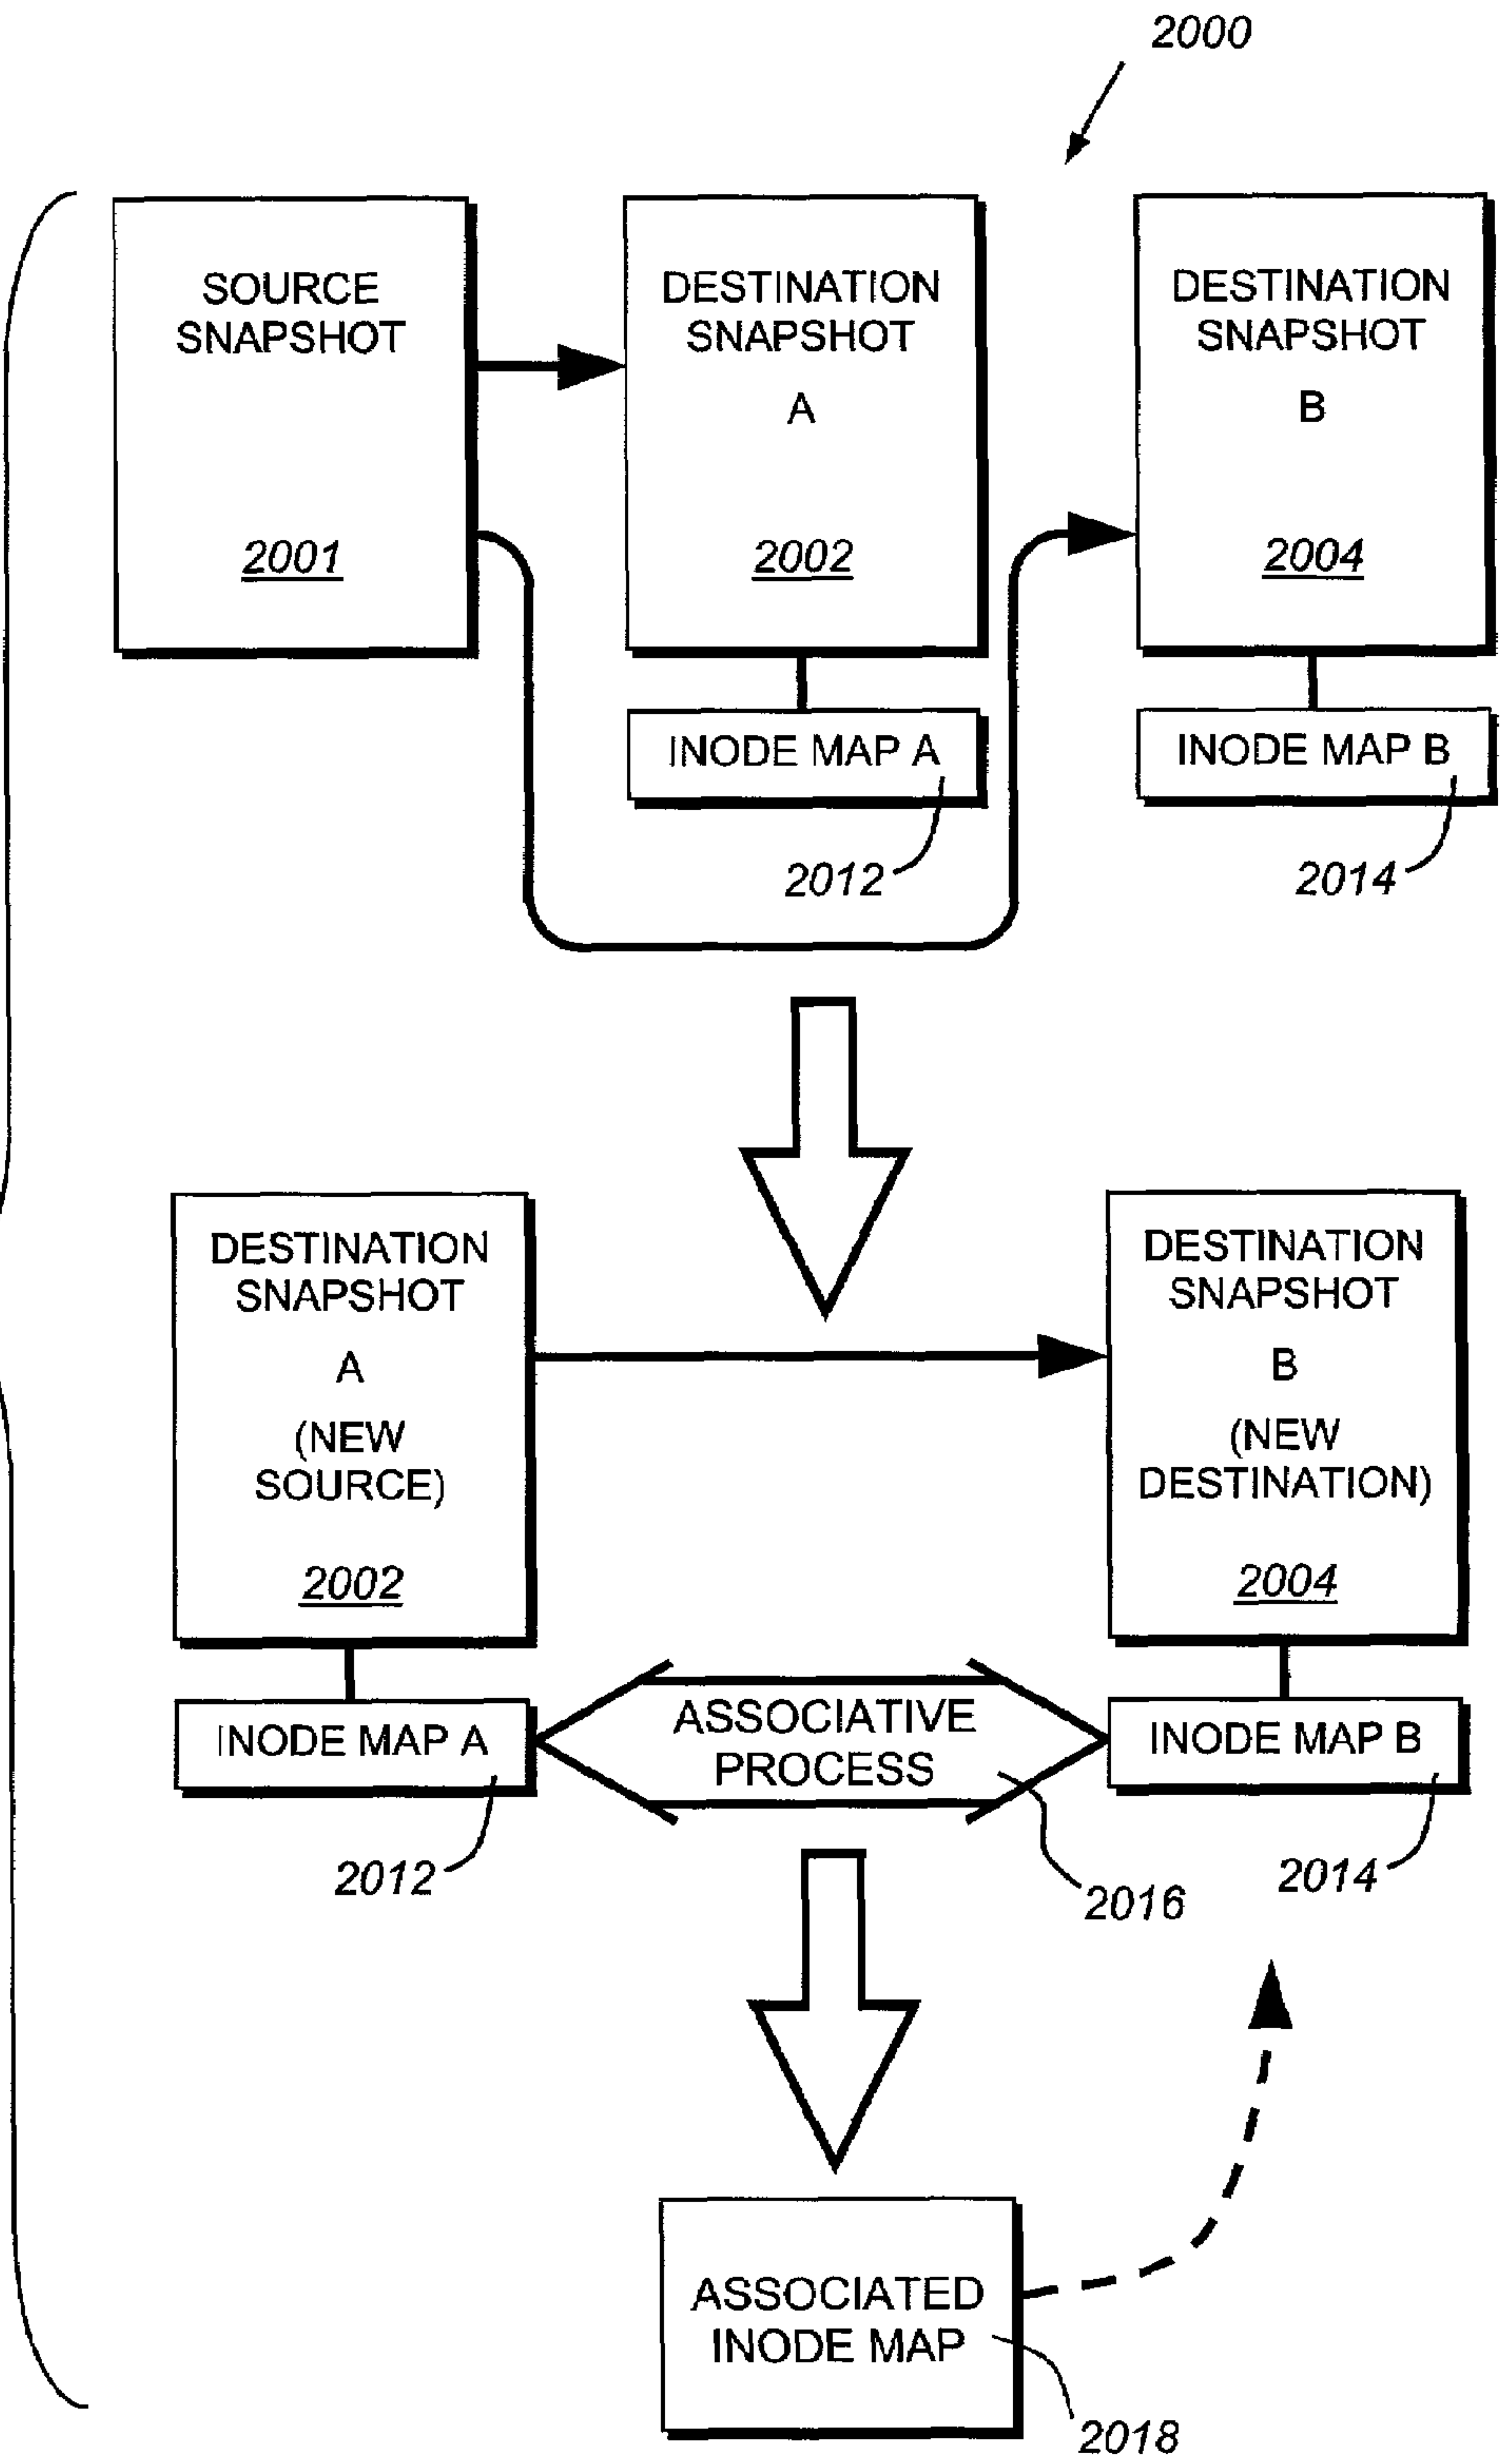 2000
SOURCE
SNAPSHOT
2001
DESTINATION
SNAPSHOT
A
2002
DESTINATION
SNAPSHOT
B
2004
INODE MAP A
2012
INODE MAP B
2014
DESTINATION
SNAPSHOT
A
(NEW
SOURCE)
2002
DESTINATION
SNAPSHOT
B
(NEW
DESTINATION)
2004
INODE MAP A
2012
ASSOCIATIVE
PROCESS
2016
INODE MAP B
2014
ASSOCIATED
INODE MAP
2018